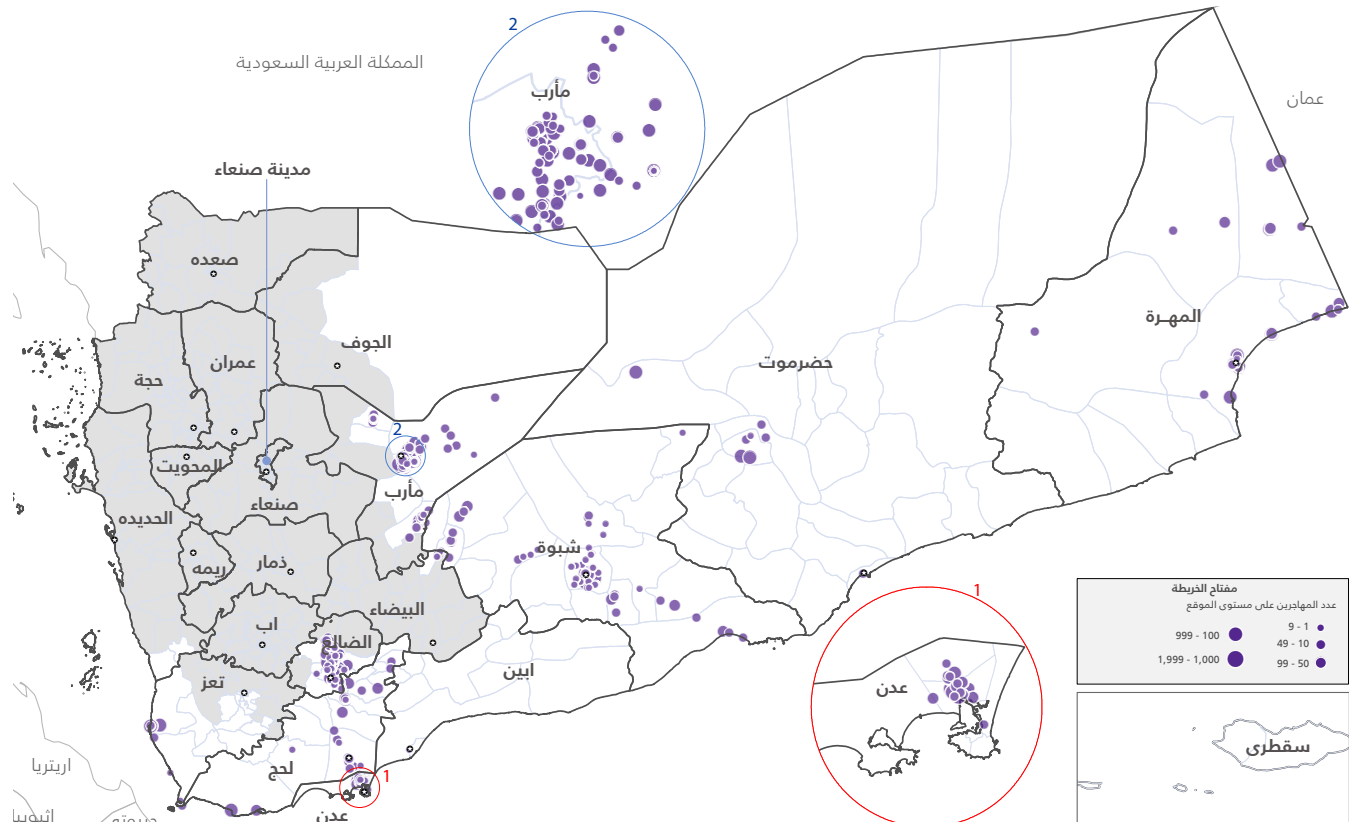 2
الممكلة العربية السعودية
مأرب
عمان
مدينة صنعاء
صعده
المهـرة
الجوف
عمران
حضرموت
حجة
2
المحويت
مأرب
صنعاء
الحديده
شبوة
ريمه
ذمار
البيضاء
1
مفتاح الخريطة
عدد المهاجرين على مستوى الموقع
1 - 9
10 - 49
50 - 99
100 - 999
1,000 - 1,999
اب
الضالع
ابين
تعز
عدن
سقطرى
اريتريا
لحج
1
عدن